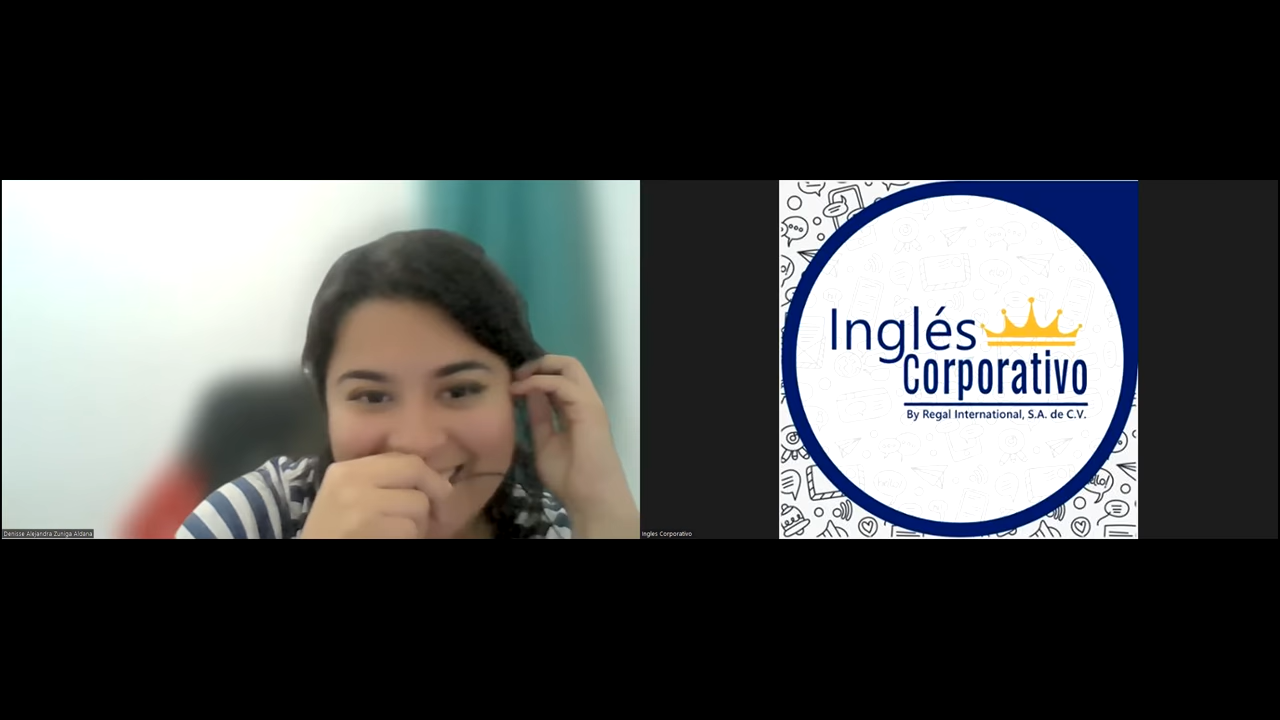 Inglés
Corporativo
By Regal International, S.A. de C.V.
Denisse Alejandra Zuniga Aldana
Ingles Corporativo